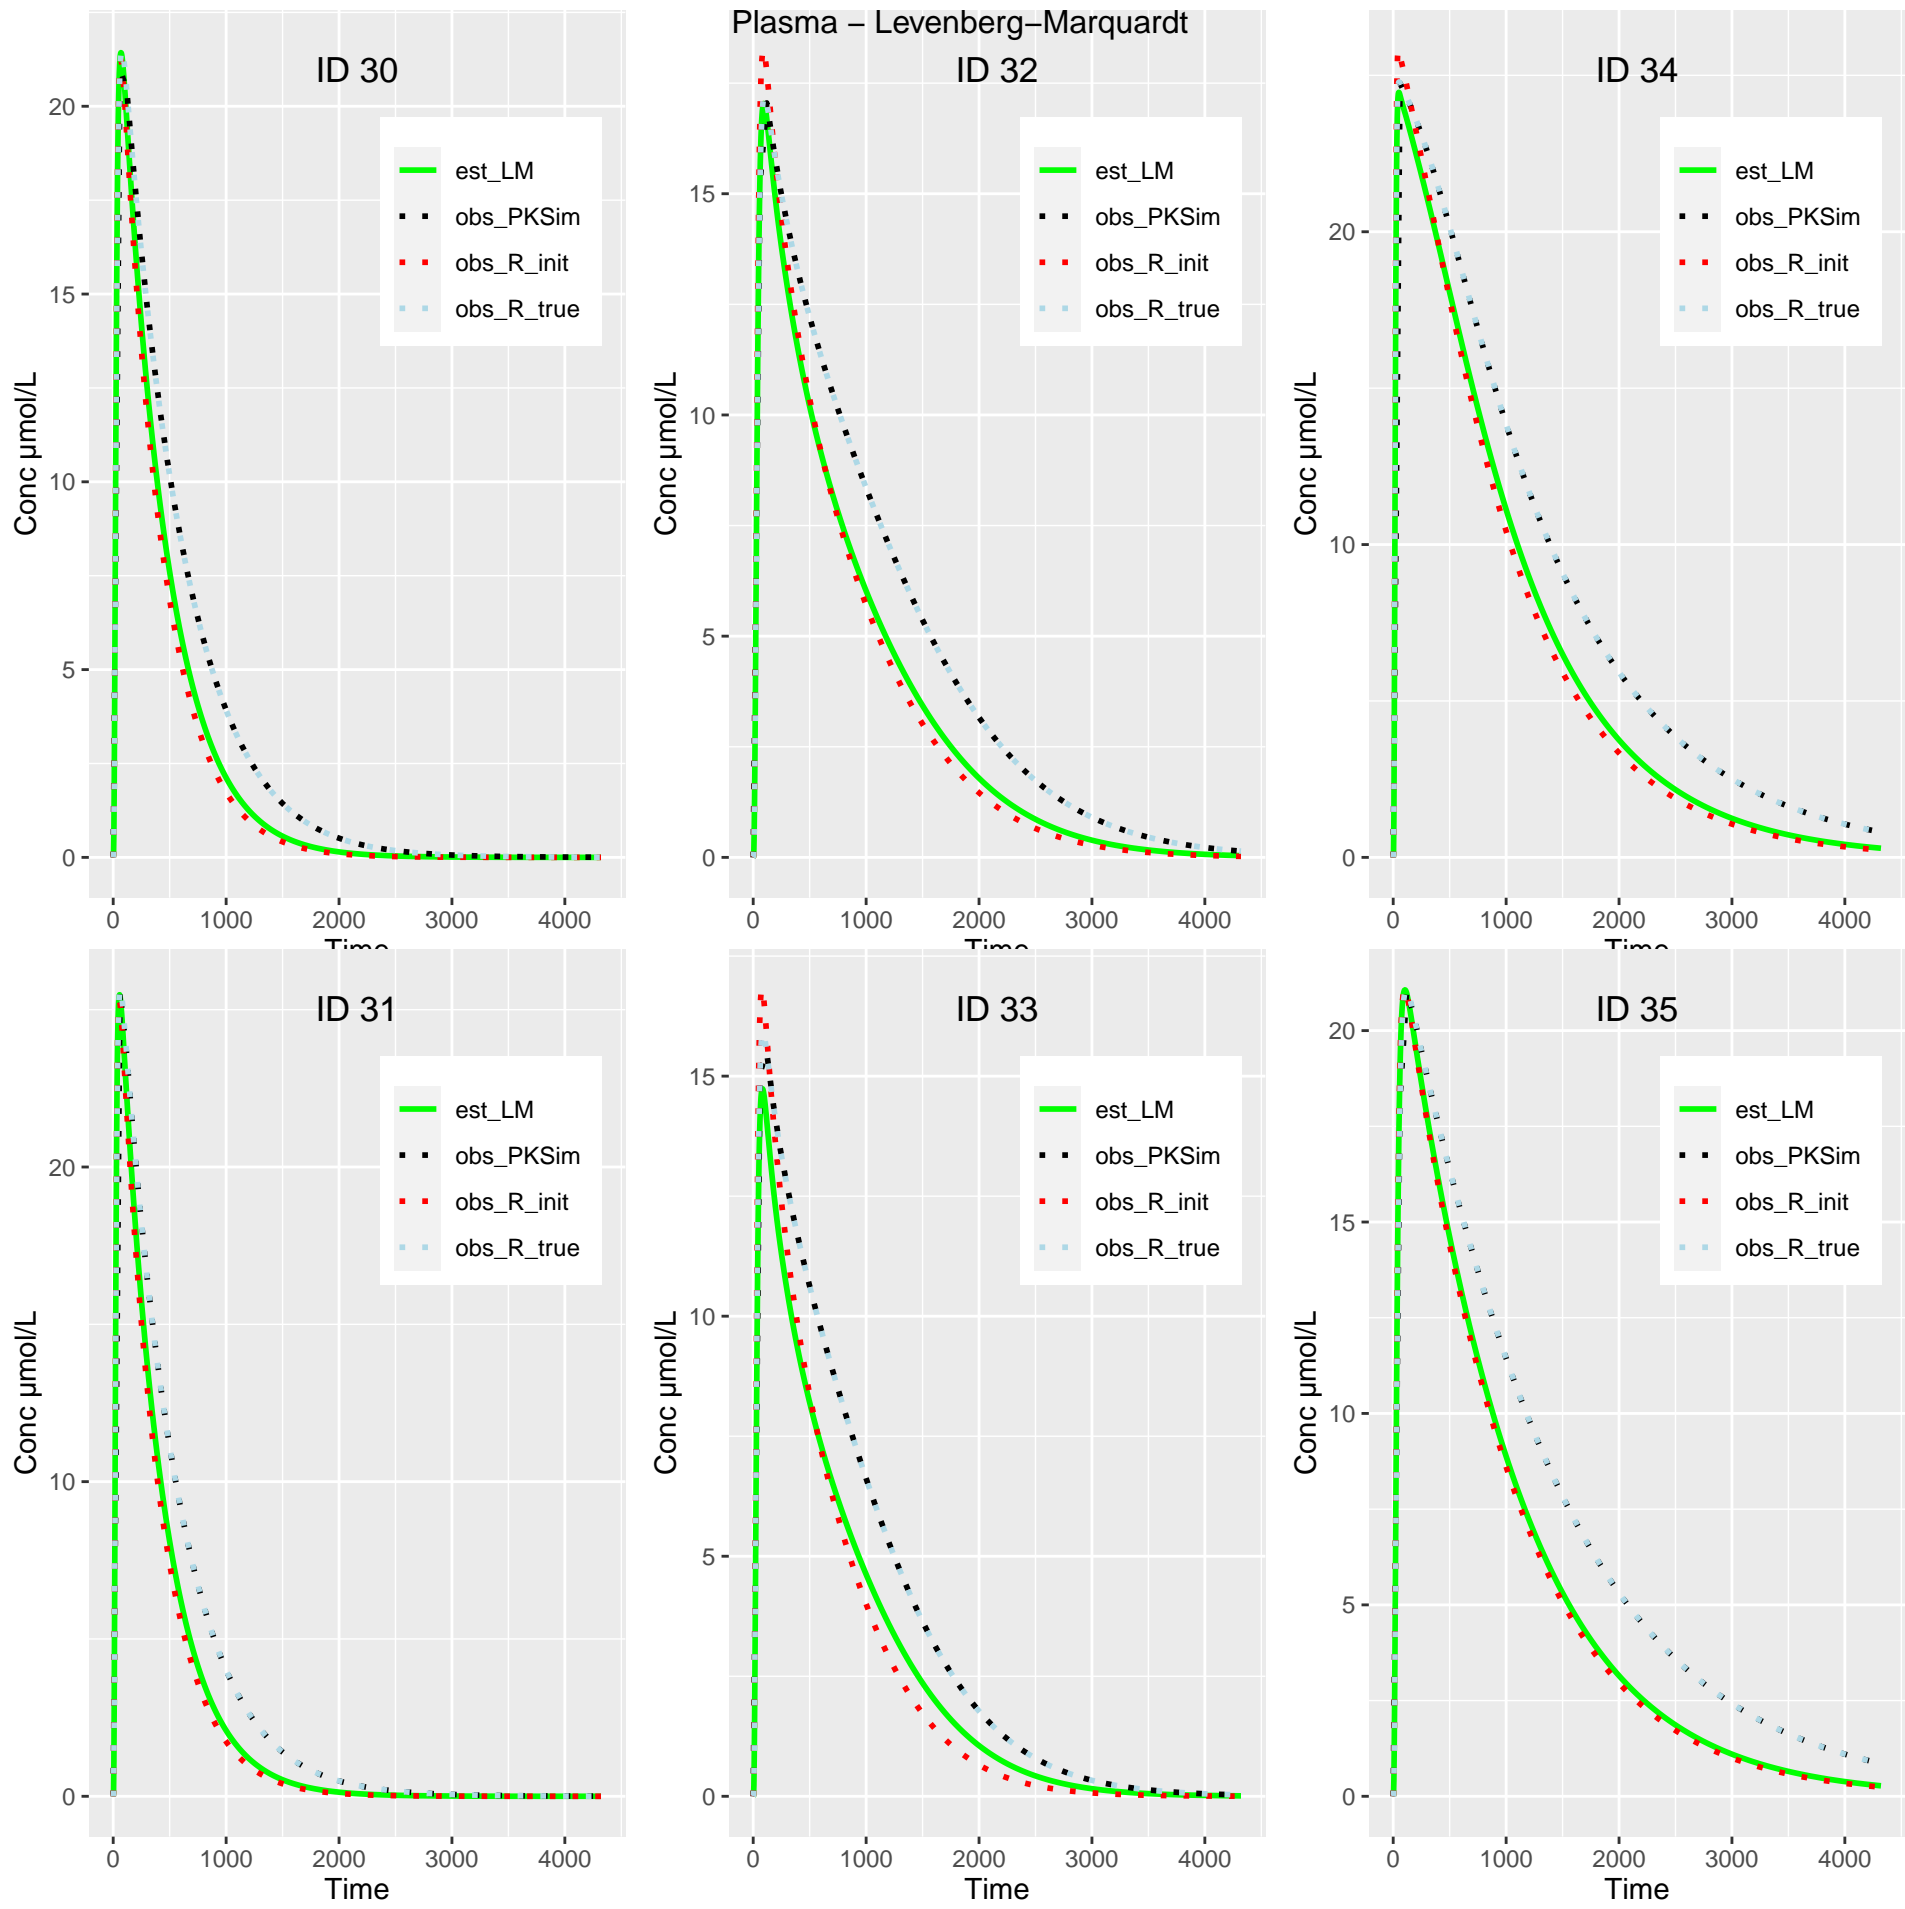 Plasma – Levenberg–Marquardt
ID 30
Conc µmol/L
20
15
10
5
0
0 1000 2000 3000 4000
Time
est_LM
obs_PKSim
obs_R_init
obs_R_true
ID 32
Conc µmol/L
15
10
5
0
0 1000 2000 3000 4000
Time
est_LM
obs_PKSim
obs_R_init
obs_R_true
ID 34
Conc µmol/L
20
10
0
0 1000 2000 3000 4000
Time
est_LM
obs_PKSim
obs_R_init
obs_R_true
ID 31
Conc µmol/L
20
10
0
0 1000 2000 3000 4000
Time
est_LM
obs_PKSim
obs_R_init
obs_R_true
ID 33
Conc µmol/L
15
10
5
0
0 1000 2000 3000 4000
Time
est_LM
obs_PKSim
obs_R_init
obs_R_true
ID 35
Conc µmol/L
20
15
10
5
0
0 1000 2000 3000 4000
Time
est_LM
obs_PKSim
obs_R_init
obs_R_true